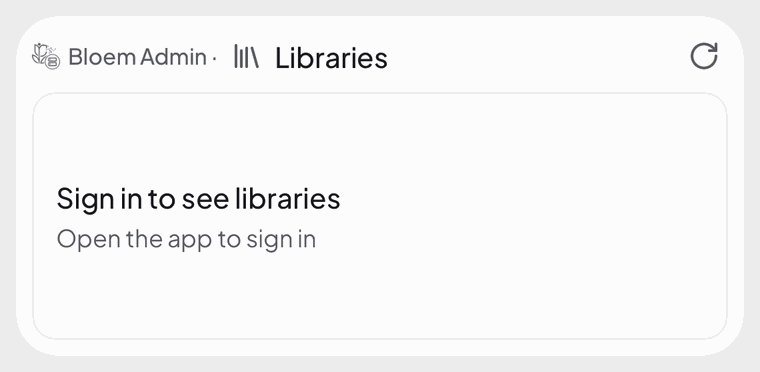 Bloem Admin · Libraries
Sign in to see libraries
Open the app to sign in